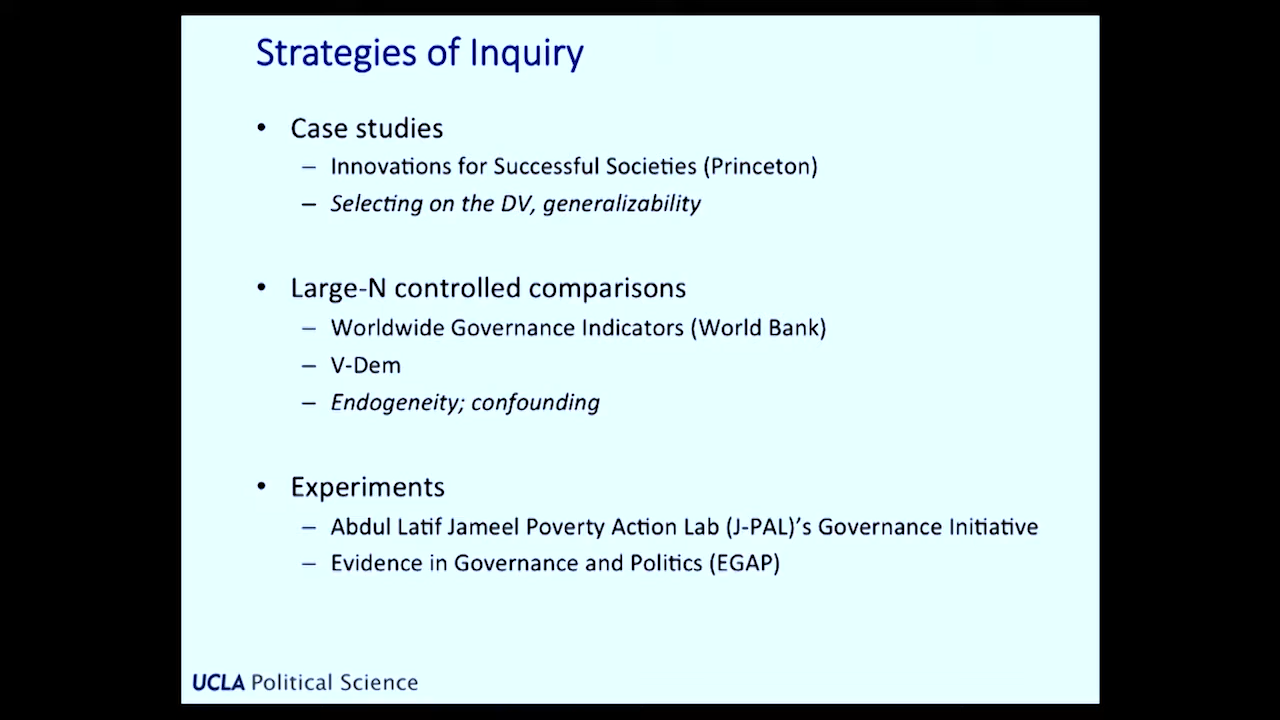 Strategies of Inquiry
• Case studies
– Innovations for Successful Societies (Princeton)
– Selecting on the DV, generalizability
• Large-N controlled comparisons
– Worldwide Governance Indicators (World Bank)
– V-Dem
– Endogeneity; confounding
• Experiments
– Abdul Latif Jameel Poverty Action Lab (J-PAL)’s Governance Initiative
– Evidence in Governance and Politics (EGAP)
UCLA Political Science